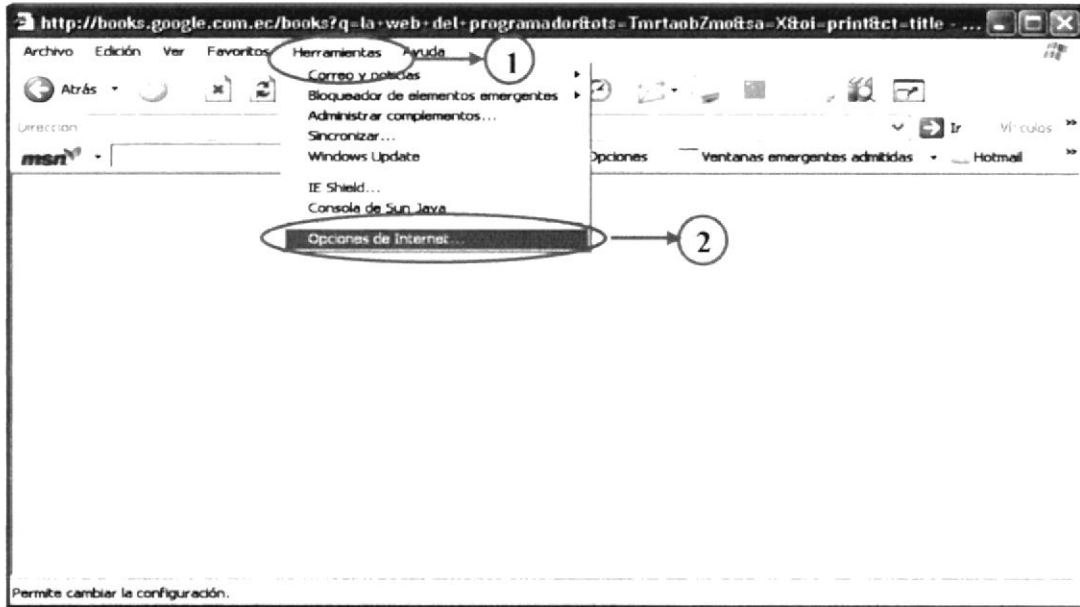 http://books.google.com.ec/books?q=la+web+del+programador&ots=TmrtaobZmo&sa=X&oi=print&ct=title - ...
Archivo Edición Ver Favoritos Herramientas Ayuda
1
Atrás
Correo y noticias
Bloqueador de elementos emergentes
Administrar complementos...
Sincronizar...
Windows Update
IE Shield...
Consola de Sun Java
Opciones de Internet...
2
Dirección
Ir Vínculos »
msn
Opciones Ventanas emergentes admitidas Hotmail »
Permite cambiar la configuración.